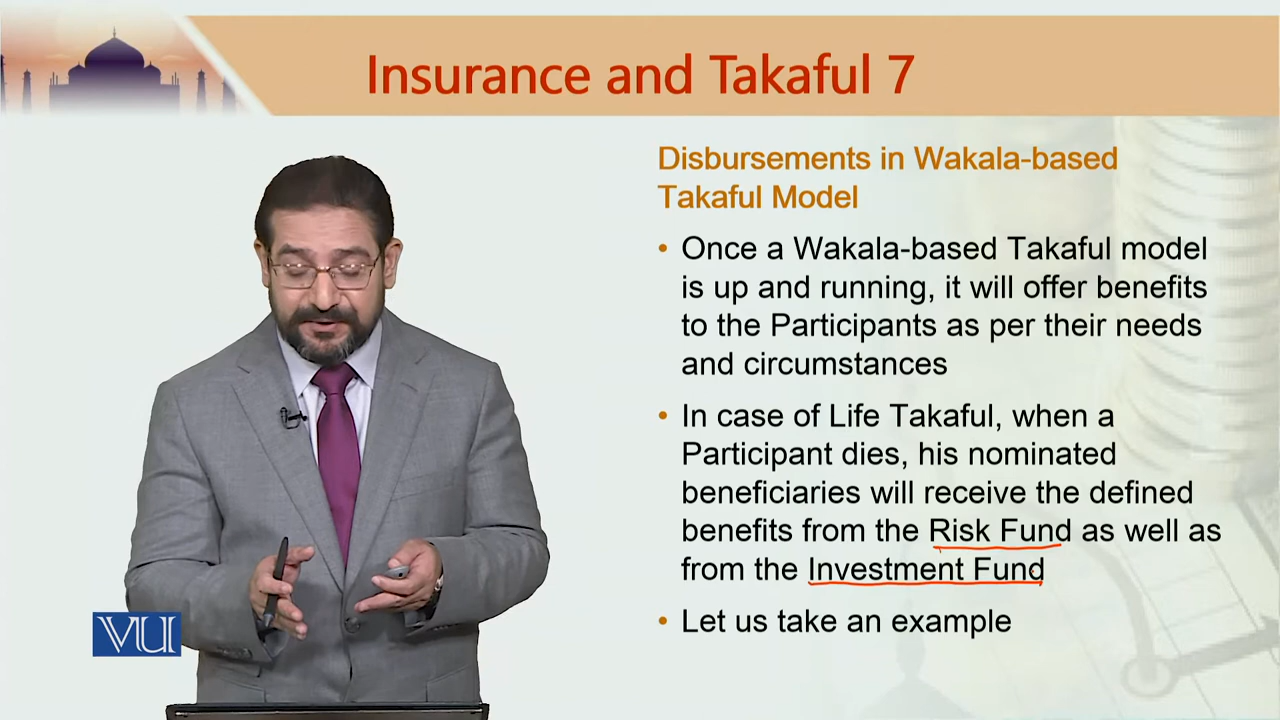 Insurance and Takaful 7
Disbursements in Wakala-based
Takaful Model
• Once a Wakala-based Takaful model
is up and running, it will offer benefits
to the Participants as per their needs
and circumstances
• In case of Life Takaful, when a
Participant dies, his nominated
beneficiaries will receive the defined
benefits from the Risk Fund as well as
from the Investment Fund
• Let us take an example
VU